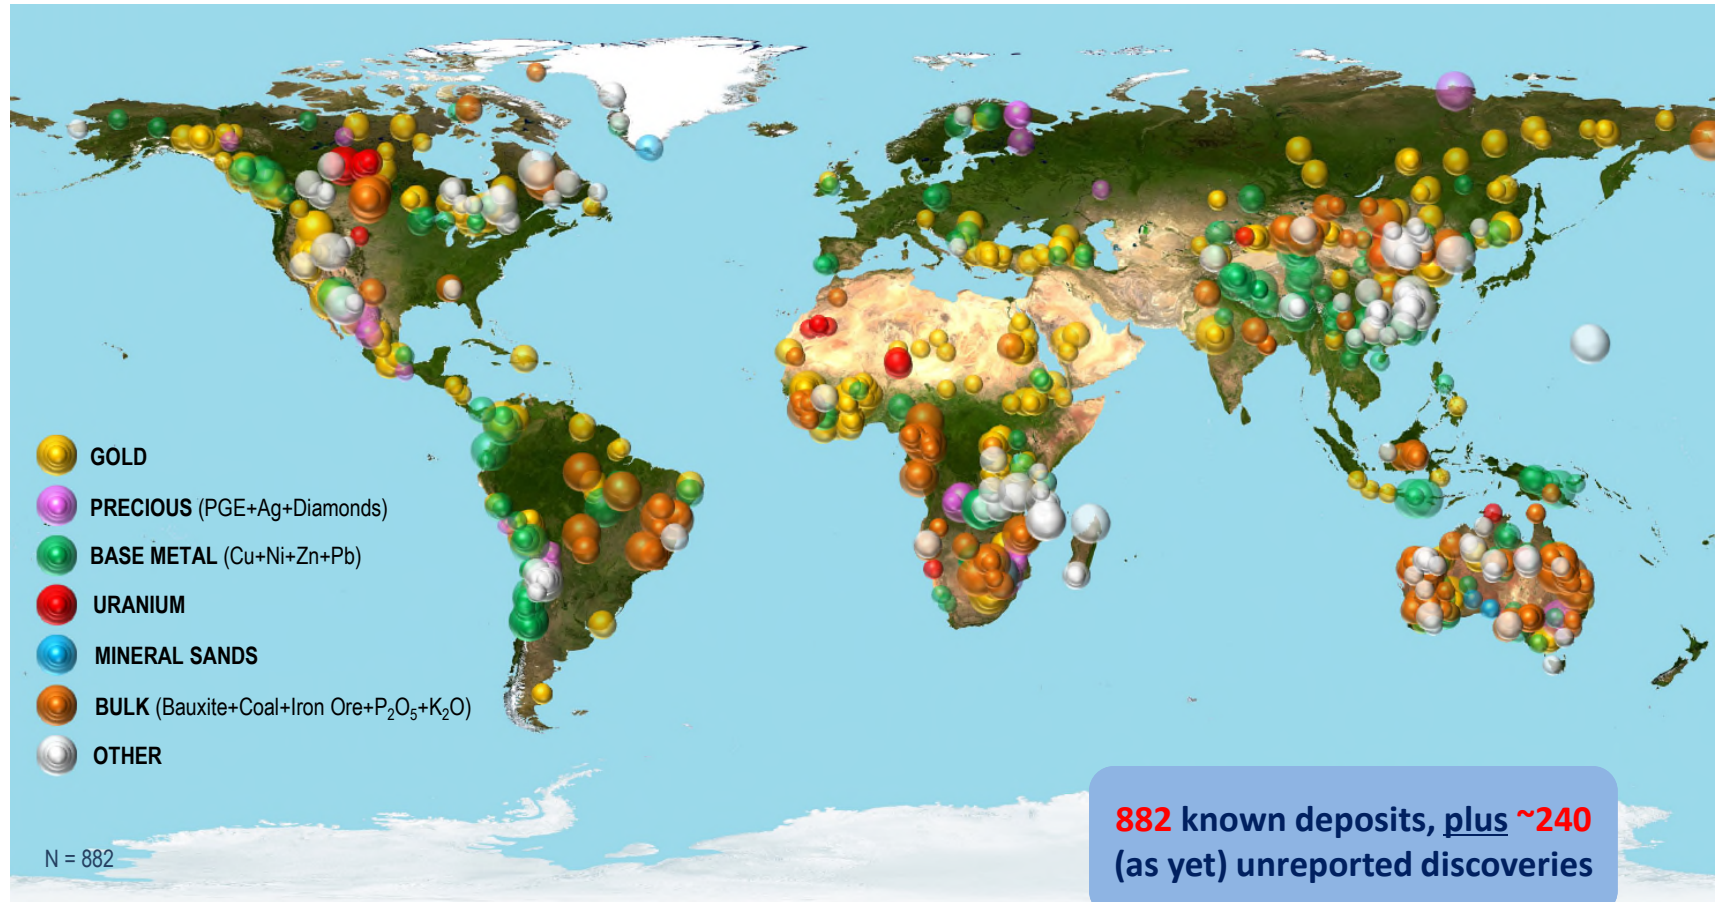 GOLD
PRECIOUS (PGE+Ag+Diamonds)
BASE METAL (Cu+Ni+Zn+Pb)
URANIUM
MINERAL SANDS
BULK (Bauxite+Coal+Iron Ore+P₂O₅+K₂O)
OTHER
N = 882
882 known deposits, plus ~240
(as yet) unreported discoveries